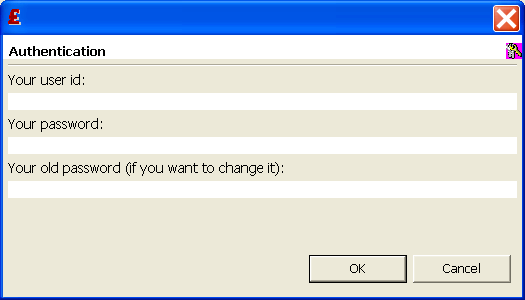 £
Authentication
Your user id:
Your password:
Your old password (if you want to change it):
OK
Cancel